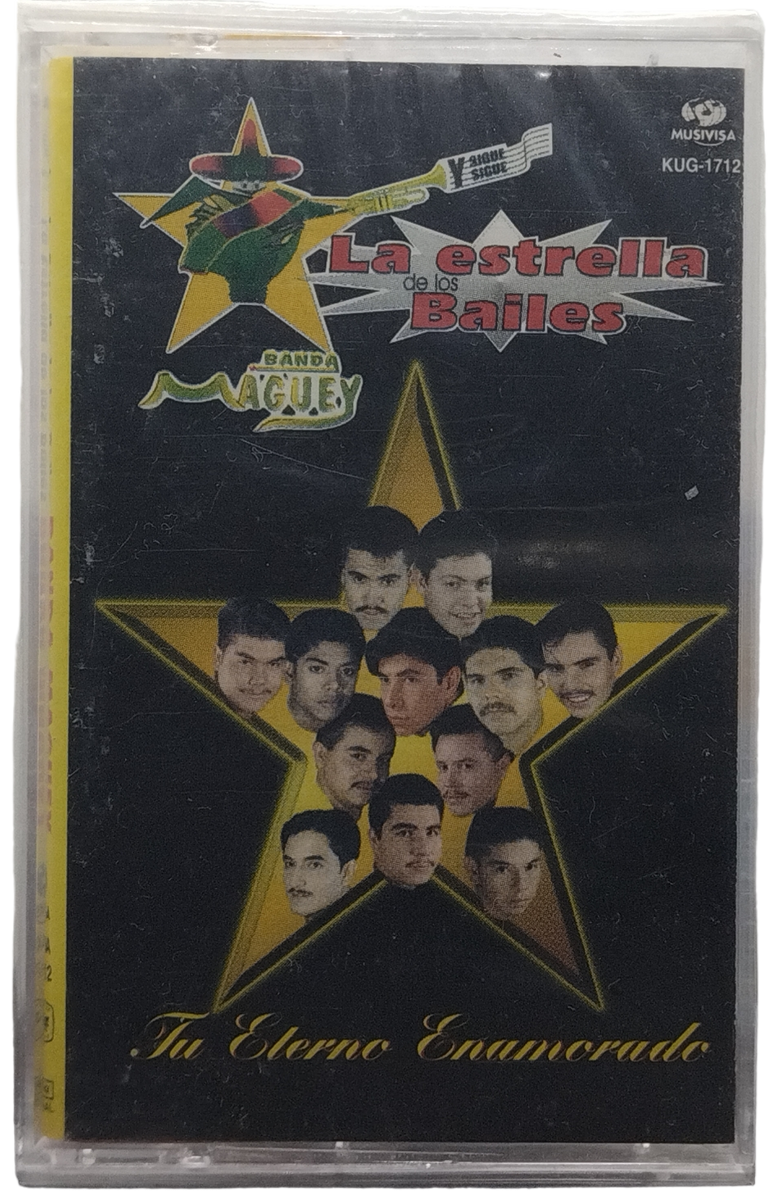 MUSIVISA
KUG-1712
Y SIGUE
SIGUE
La estrella
de los
Bailes
BANDA
MAGUEY
Tu Eterno Enamorado